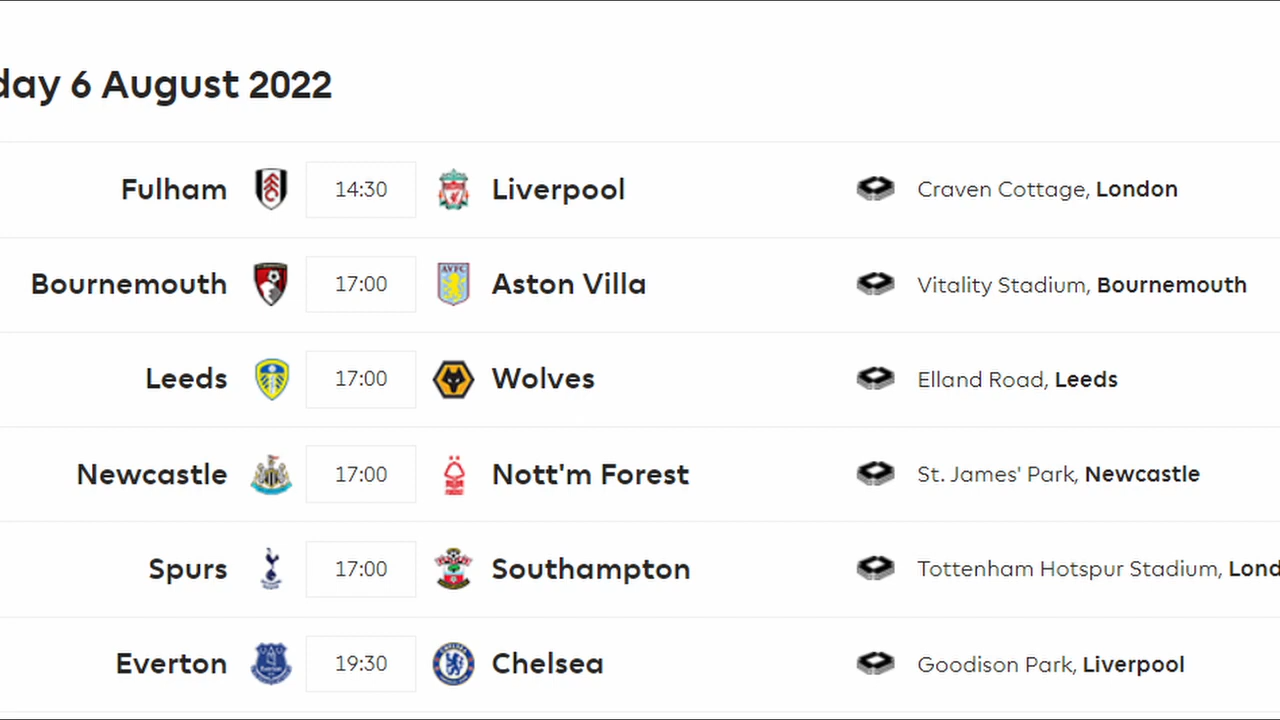 day 6 August 2022
Fulham 14:30 Liverpool Craven Cottage, London
Bournemouth 17:00 Aston Villa Vitality Stadium, Bournemouth
Leeds 17:00 Wolves Elland Road, Leeds
Newcastle 17:00 Nott'm Forest St. James' Park, Newcastle
Spurs 17:00 Southampton Tottenham Hotspur Stadium, Lond
Everton 19:30 Chelsea Goodison Park, Liverpool